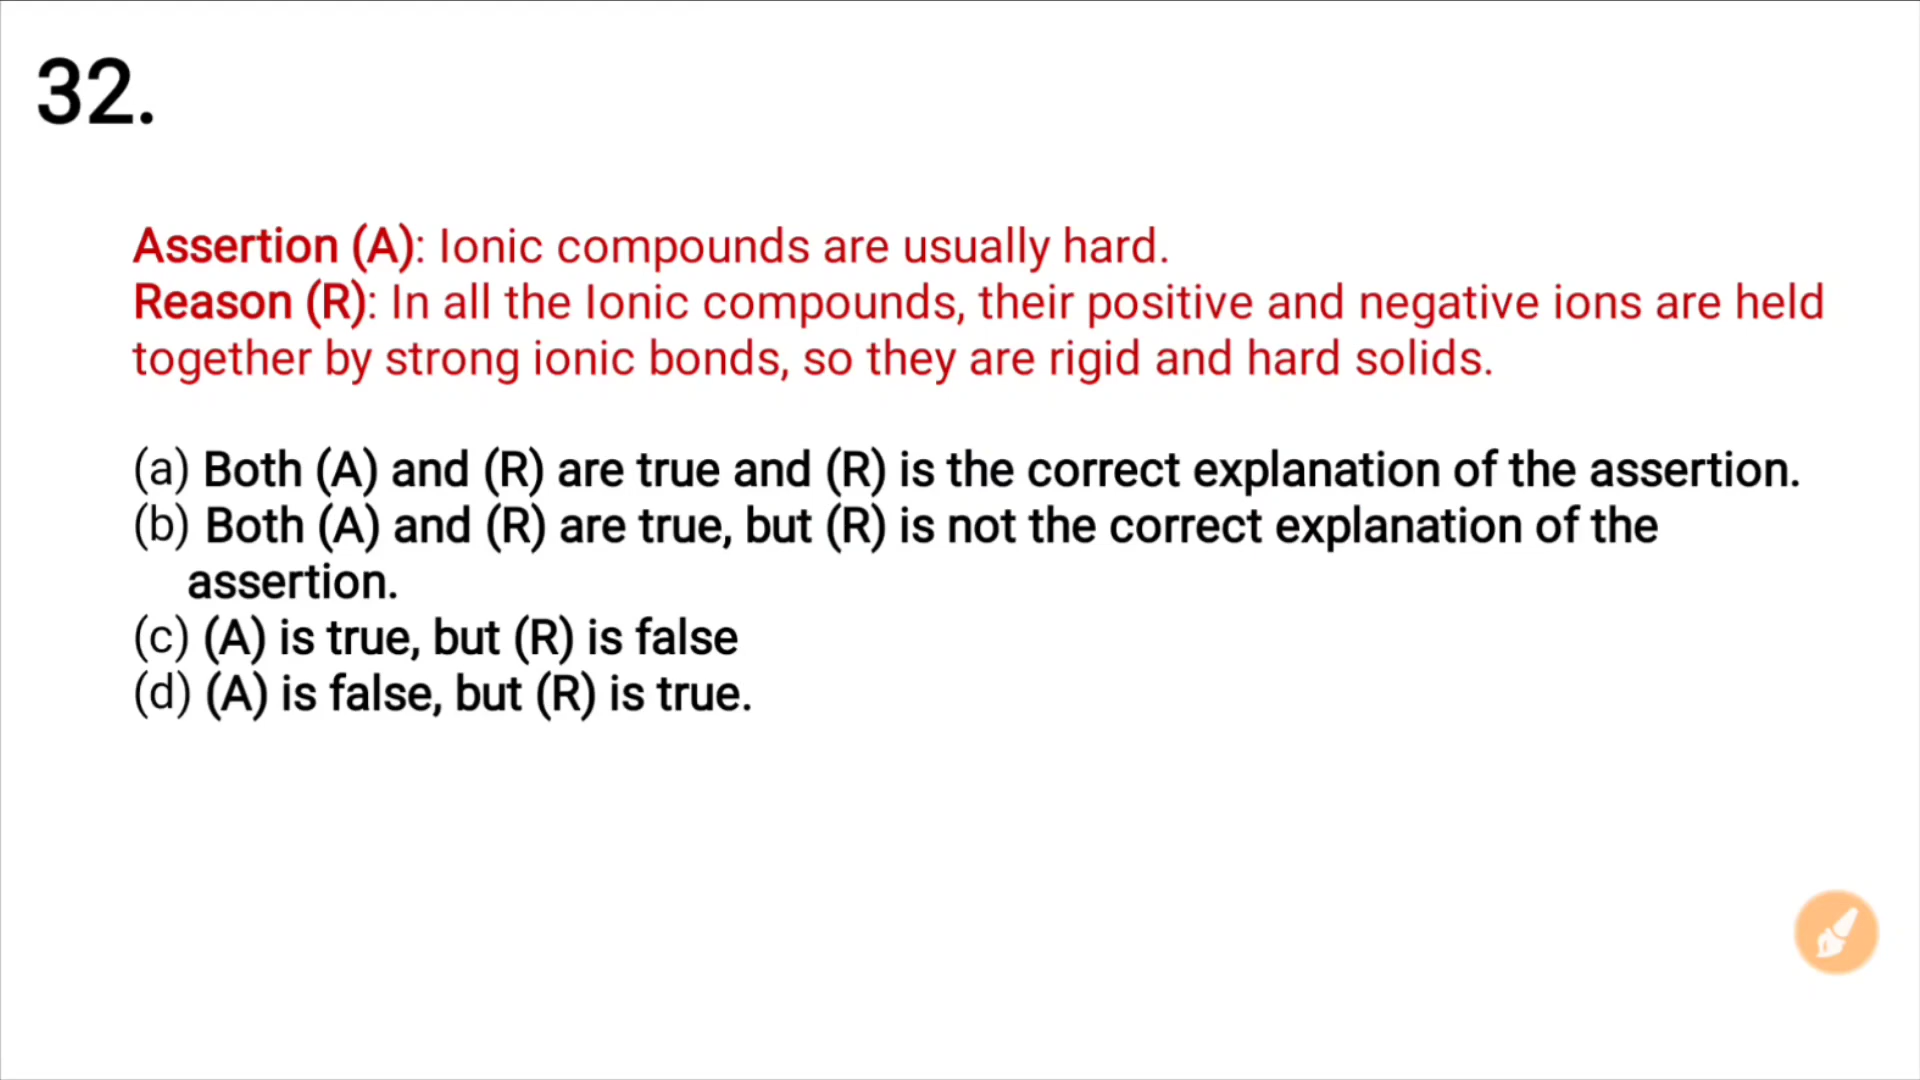 32.
Assertion (A): Ionic compounds are usually hard.
Reason (R): In all the Ionic compounds, their positive and negative ions are held
together by strong ionic bonds, so they are rigid and hard solids.
(a) Both (A) and (R) are true and (R) is the correct explanation of the assertion.
(b) Both (A) and (R) are true, but (R) is not the correct explanation of the
assertion.
(c) (A) is true, but (R) is false
(d) (A) is false, but (R) is true.